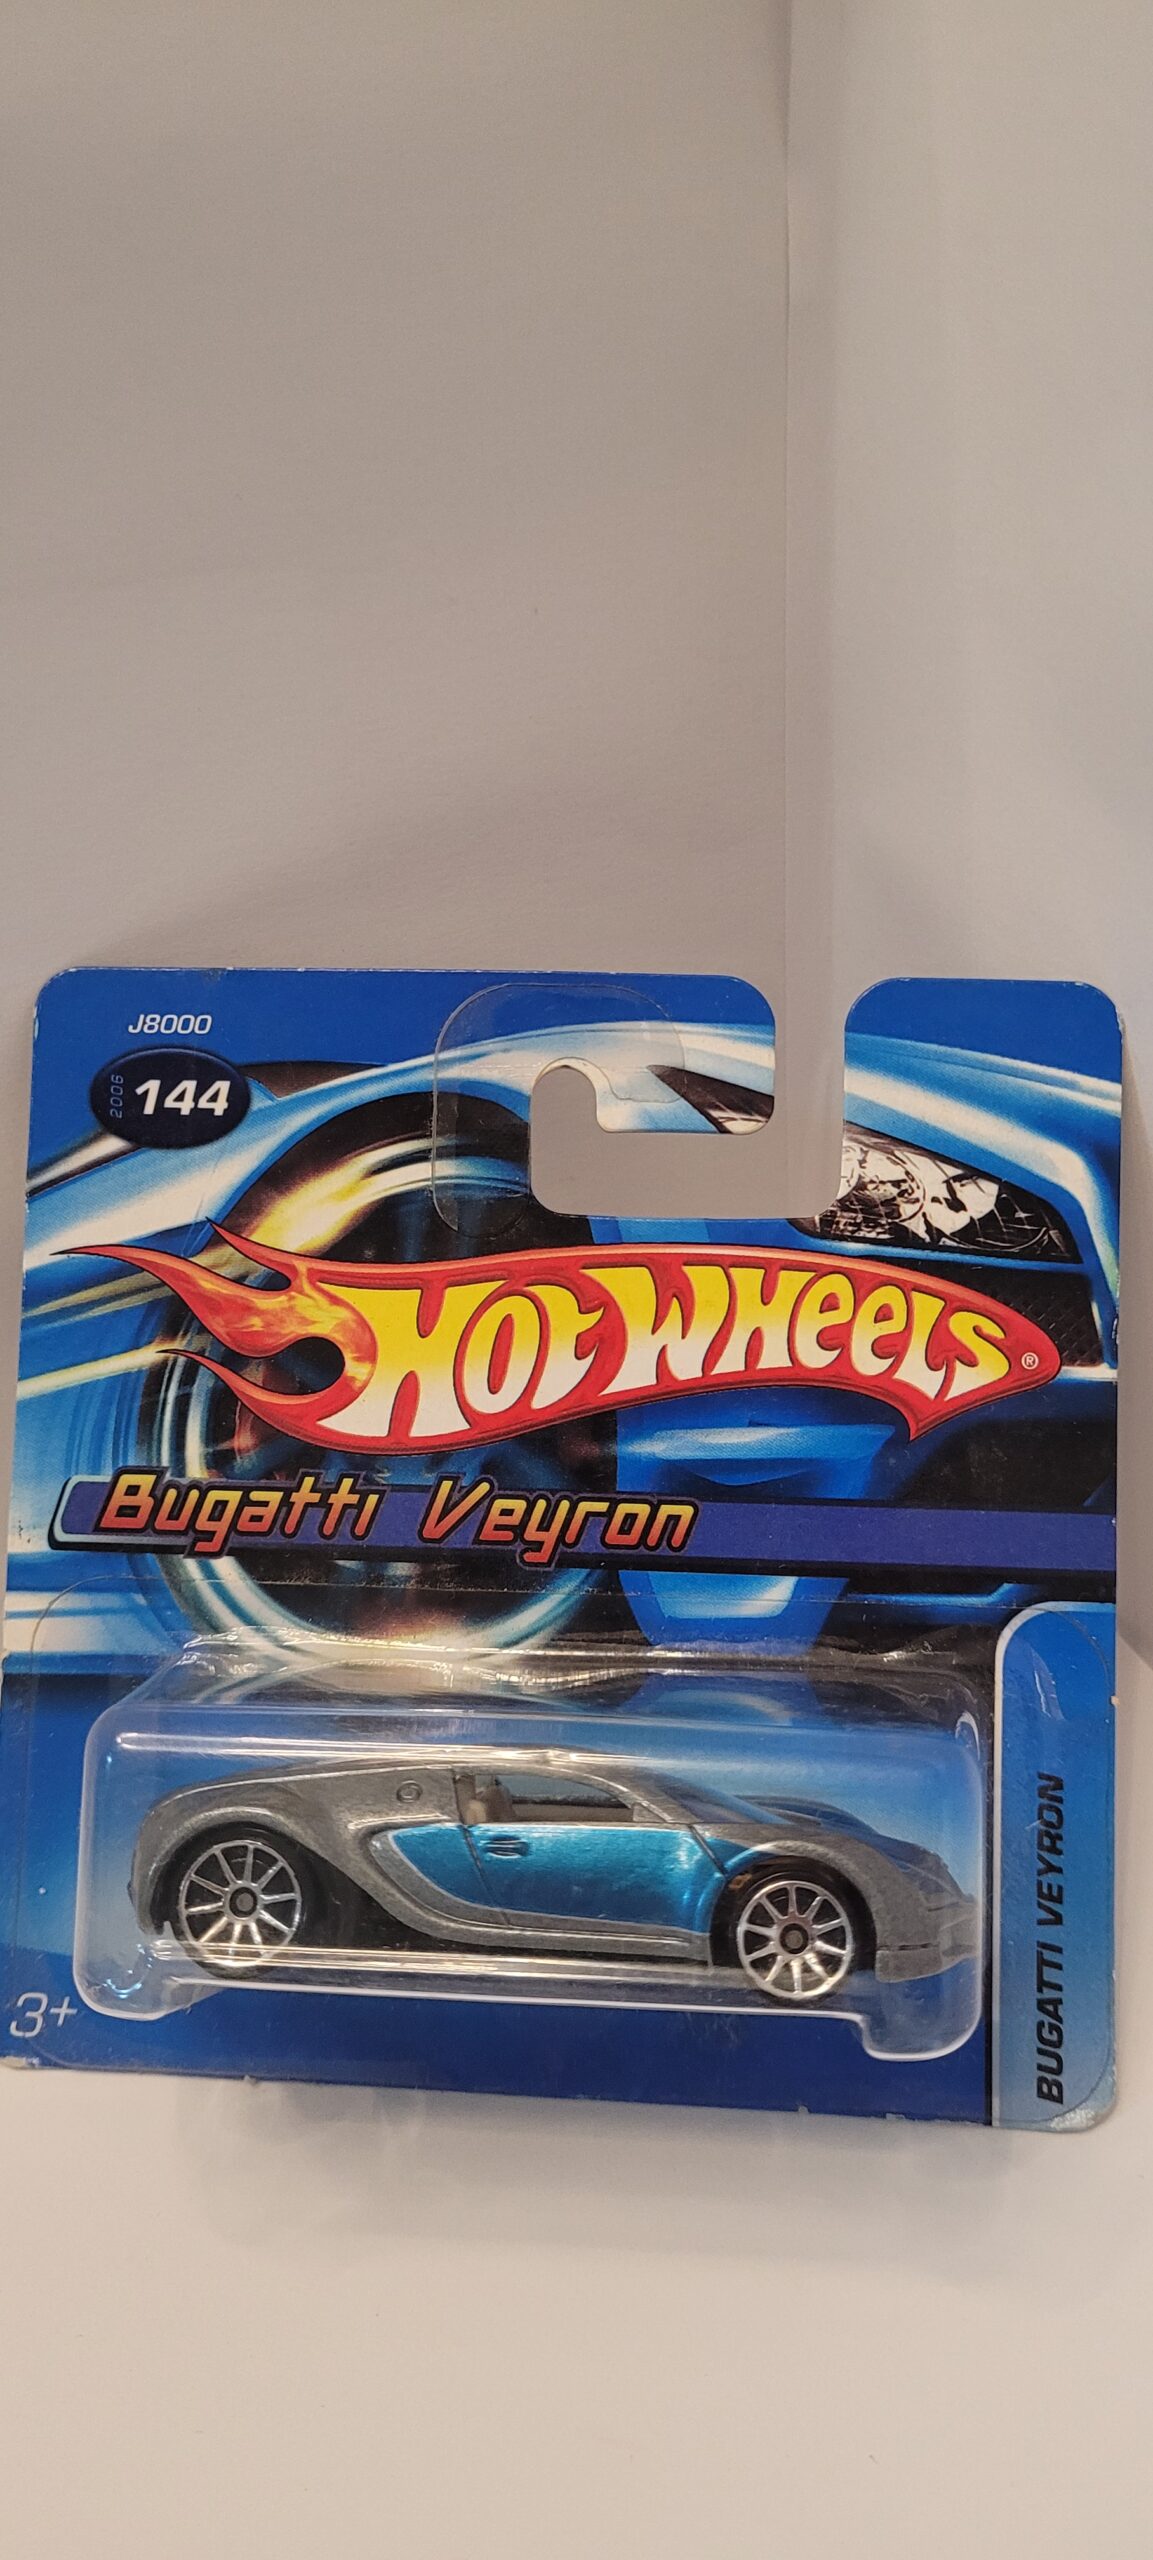 J8000
2006
144
HOT WHEELS®
Bugatti Veyron
BUGATTI VEYRON
3+